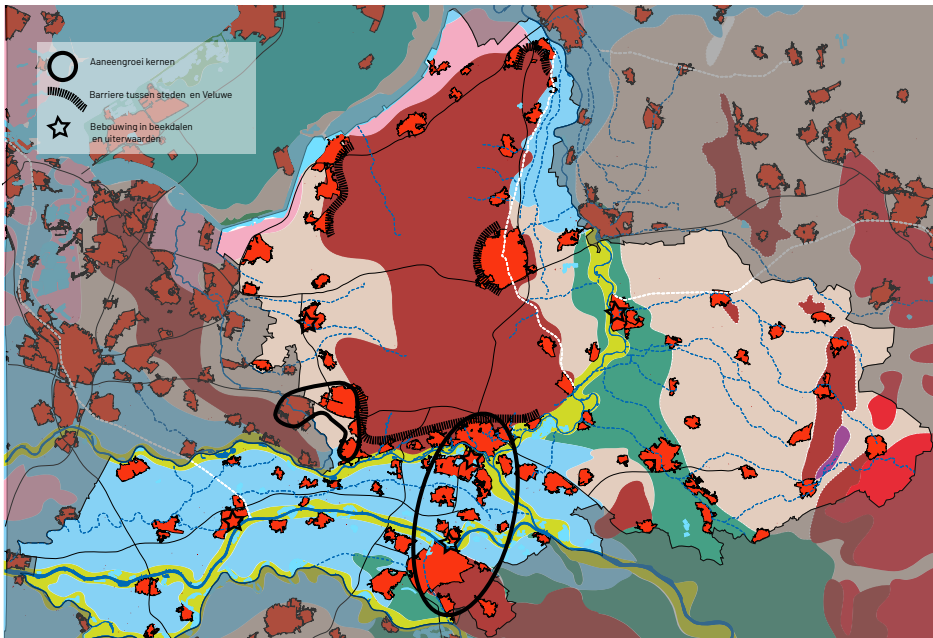 Aaneengroei kernen
Barriere tussen steden en Veluwe
Bebouwing in beekdalen
en uiterwaarden